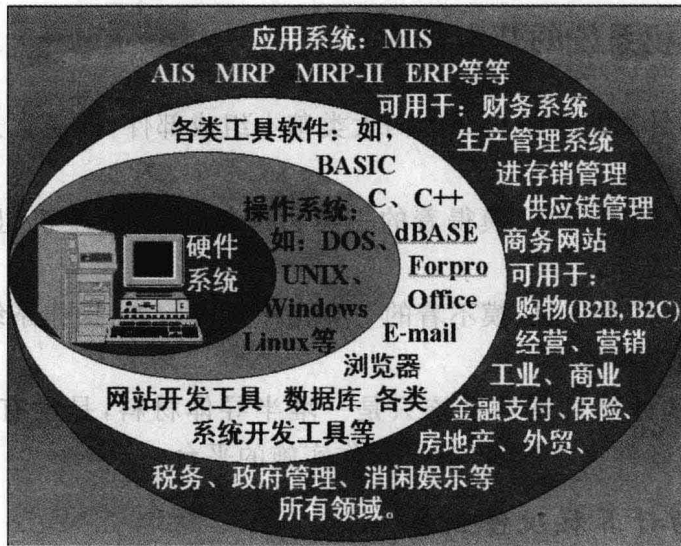 应用系统：MIS
AIS MRP MRP-II ERP等等
可用于：财务系统
生产管理系统
进存销管理
供应链管理
商务网站
可用于：
购物(B2B, B2C)
经营、营销
工业、商业
金融支付、保险、
房地产、外贸、
税务、政府管理、消闲娱乐等
所有领域。
各类工具软件：如，
BASIC
C、C++
dBASE
Forpro
Office
E-mail
浏览器
网站开发工具 数据库 各类
系统开发工具等
操作系统：
如：DOS、
UNIX、
Windows
Linux等
硬件
系统